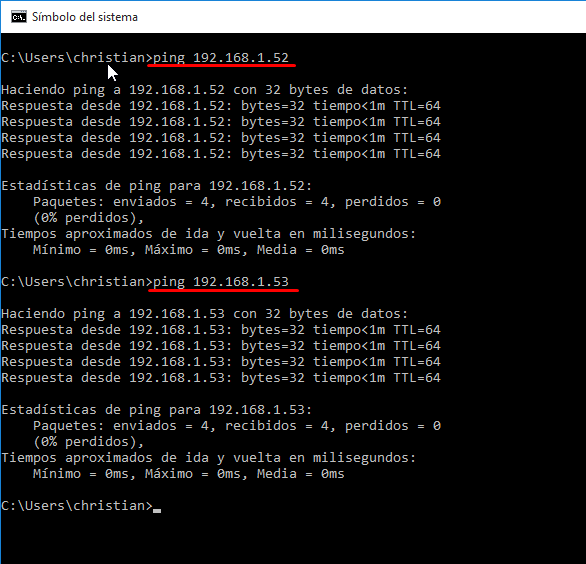 Símbolo del sistema
C:\Users\christian>ping 192.168.1.52
Haciendo ping a 192.168.1.52 con 32 bytes de datos:
Respuesta desde 192.168.1.52: bytes=32 tiempo<1m TTL=64
Respuesta desde 192.168.1.52: bytes=32 tiempo<1m TTL=64
Respuesta desde 192.168.1.52: bytes=32 tiempo<1m TTL=64
Respuesta desde 192.168.1.52: bytes=32 tiempo<1m TTL=64
Estadísticas de ping para 192.168.1.52:
    Paquetes: enviados = 4, recibidos = 4, perdidos = 0
    (0% perdidos),
Tiempos aproximados de ida y vuelta en milisegundos:
    Mínimo = 0ms, Máximo = 0ms, Media = 0ms
C:\Users\christian>ping 192.168.1.53
Haciendo ping a 192.168.1.53 con 32 bytes de datos:
Respuesta desde 192.168.1.53: bytes=32 tiempo<1m TTL=64
Respuesta desde 192.168.1.53: bytes=32 tiempo<1m TTL=64
Respuesta desde 192.168.1.53: bytes=32 tiempo<1m TTL=64
Respuesta desde 192.168.1.53: bytes=32 tiempo<1m TTL=64
Estadísticas de ping para 192.168.1.53:
    Paquetes: enviados = 4, recibidos = 4, perdidos = 0
    (0% perdidos),
Tiempos aproximados de ida y vuelta en milisegundos:
    Mínimo = 0ms, Máximo = 0ms, Media = 0ms
C:\Users\christian>